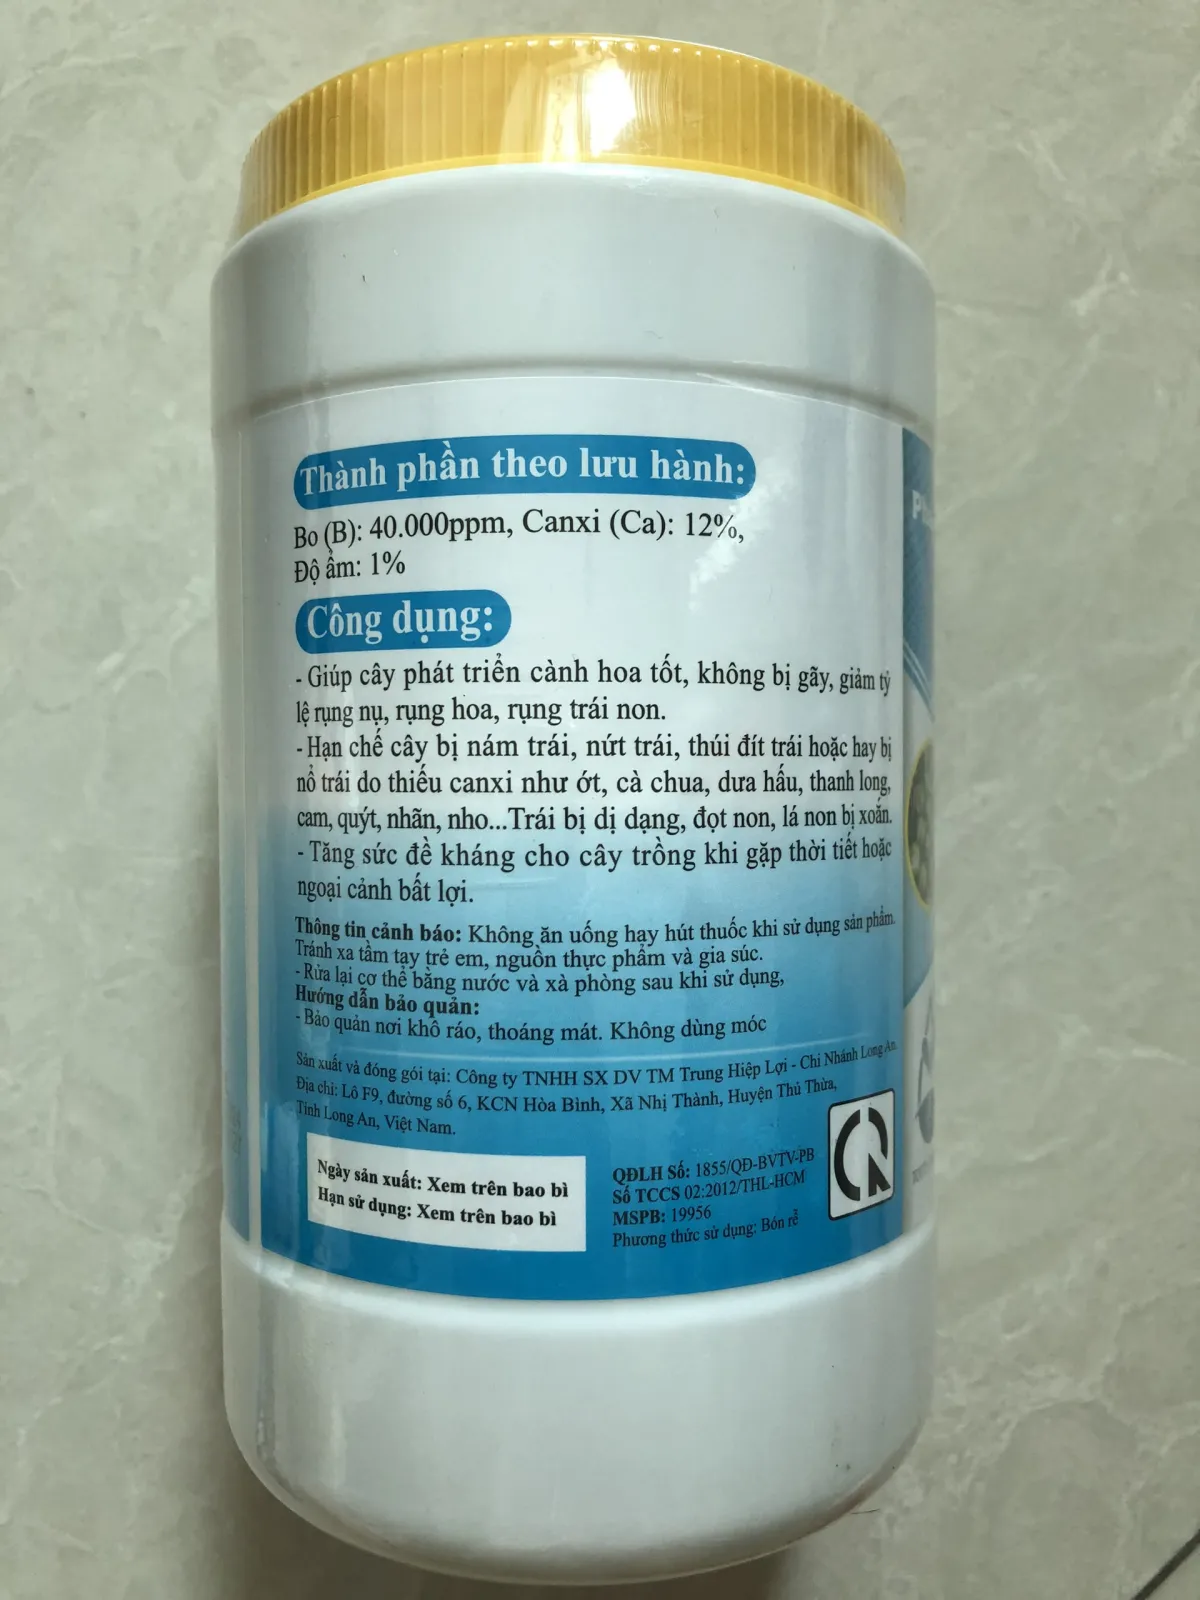 Thành phần theo lưu hành:
Bo (B): 40.000ppm, Canxi (Ca): 12%,
Độ ẩm: 1%
Công dụng:
- Giúp cây phát triển cành hoa tốt, không bị gãy, giảm tỷ
lệ rụng nụ, rụng hoa, rụng trái non.
- Hạn chế cây bị nám trái, nứt trái, thúi đít trái hoặc hay bị
nổ trái do thiếu canxi như ớt, cà chua, dưa hấu, thanh long,
cam, quýt, nhãn, nho...Trái bị dị dạng, đọt non, lá non bị xoắn.
- Tăng sức đề kháng cho cây trồng khi gặp thời tiết hoặc
ngoại cảnh bất lợi.
Thông tin cảnh báo: Không ăn uống hay hút thuốc khi sử dụng sản phẩm.
Tránh xa tầm tay trẻ em, nguồn thực phẩm và gia súc.
- Rửa lại cơ thể bằng nước và xà phòng sau khi sử dụng,
Hướng dẫn bảo quản:
- Bảo quản nơi khô ráo, thoáng mát. Không dùng móc
Sản xuất và đóng gói tại: Công ty TNHH SX DV TM Trung Hiệp Lợi - Chi Nhánh Long An.
Địa chỉ: Lô F9, đường số 6, KCN Hòa Bình, Xã Nhị Thành, Huyện Thủ Thừa,
Tỉnh Long An, Việt Nam.
Ngày sản xuất: Xem trên bao bì
Hạn sử dụng: Xem trên bao bì
QĐLH Số: 1855/QĐ-BVTV-PB
Số TCCS 02:2012/THL-HCM
MSPB: 19956
Phương thức sử dụng: Bón rễ